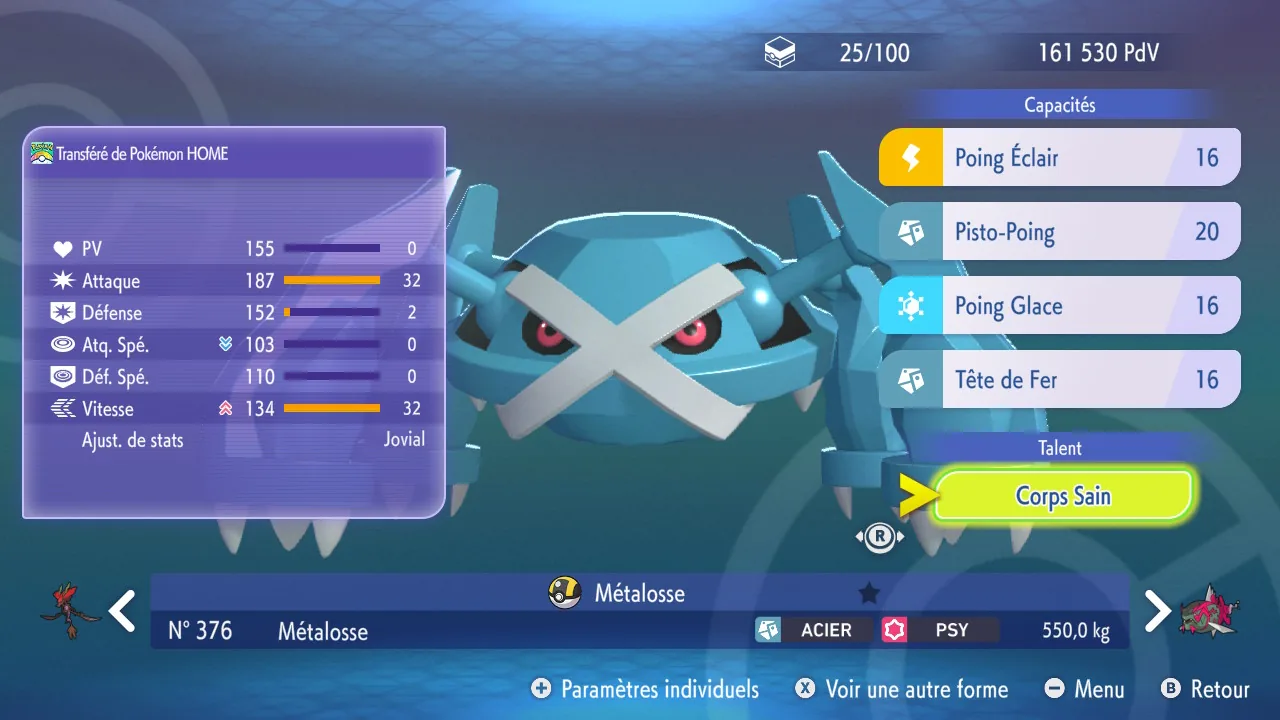 25/100 161 530 PdV
Transféré de Pokémon HOME
PV 155 0
Attaque 187 32
Défense 152 2
Atq. Spé. 103 0
Déf. Spé. 110 0
Vitesse 134 32
Ajust. de stats Jovial
Capacités
Poing Éclair 16
Pisto-Poing 20
Poing Glace 16
Tête de Fer 16
Talent
Corps Sain
R
Métalosse
N° 376 Métalosse ACIER PSY 550,0 kg
Paramètres individuels X Voir une autre forme Menu B Retour